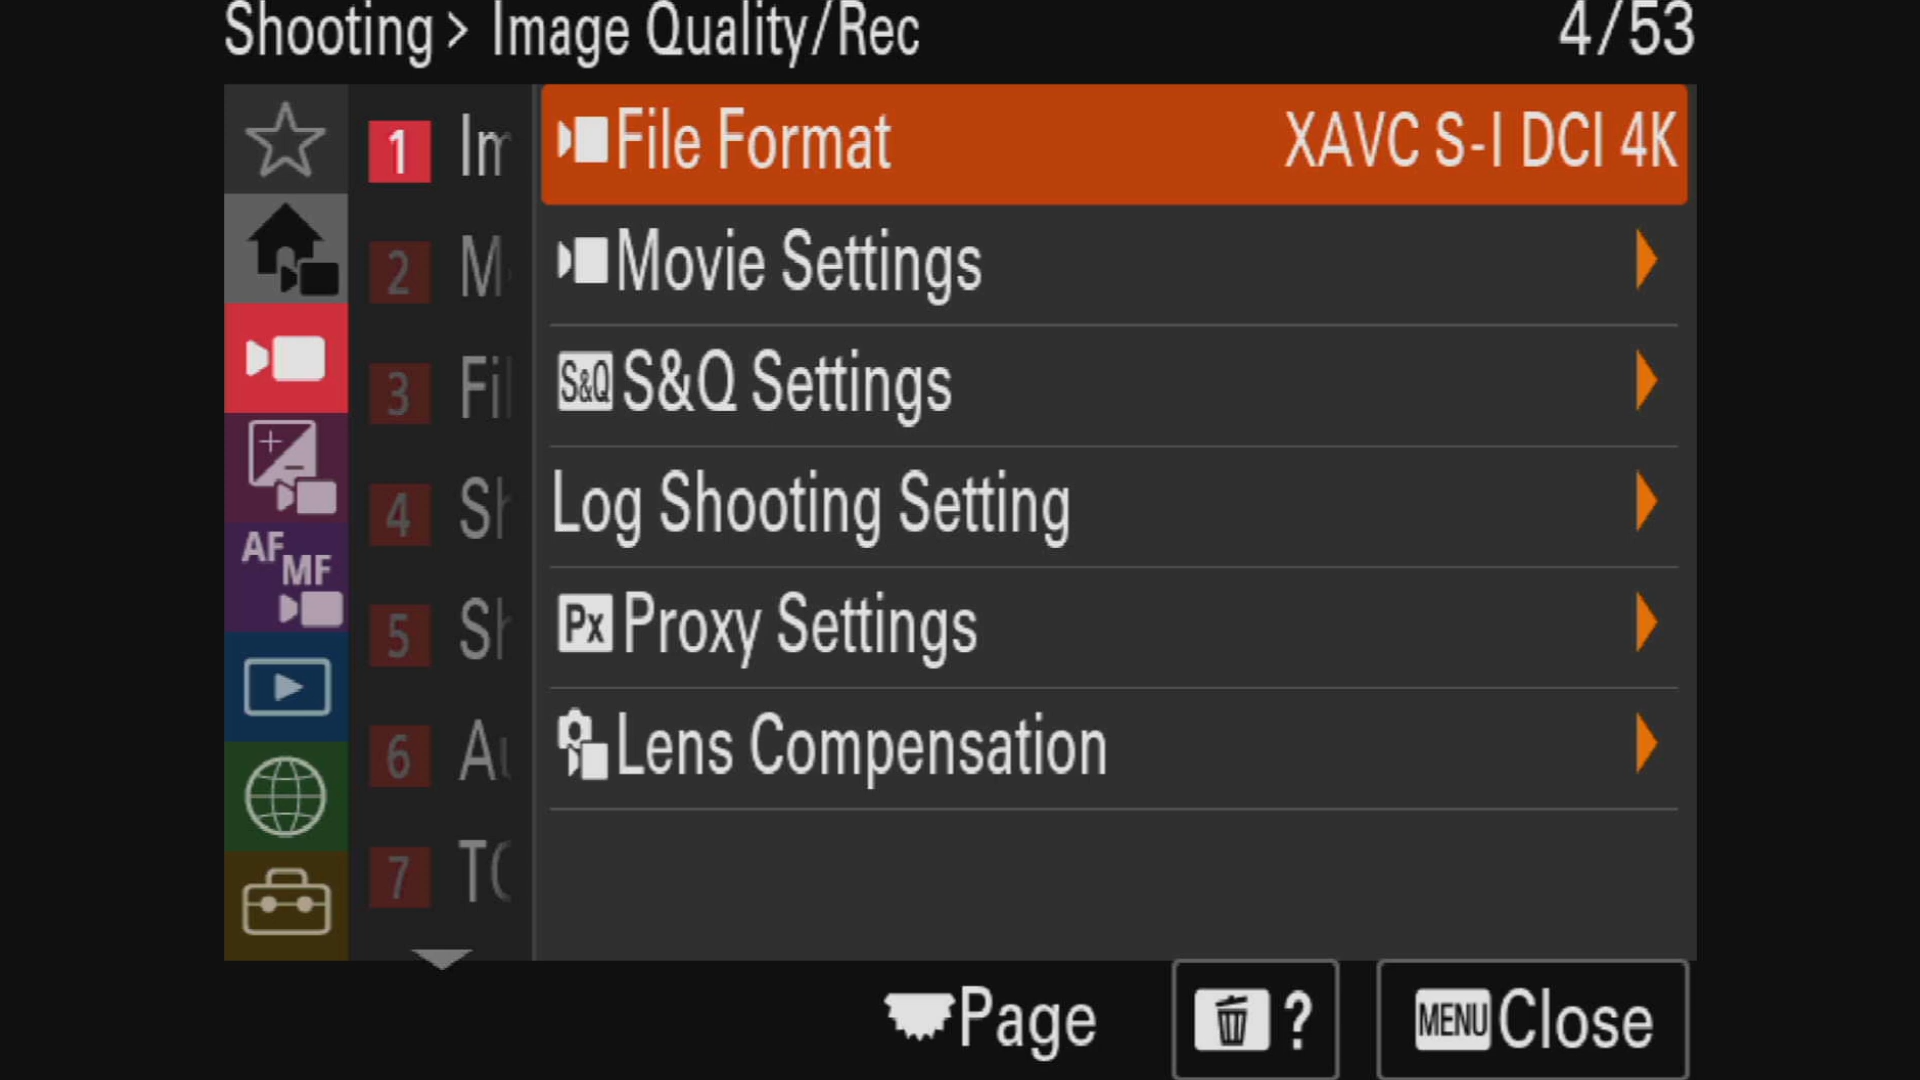 Shooting > Image Quality/Rec 4/53
1
2
3
4
5
6
7
AF MF
File Format XAVC S-I DCI 4K
Movie Settings
S&Q S&Q Settings
Log Shooting Setting
Px Proxy Settings
Lens Compensation
Page ? MENU Close